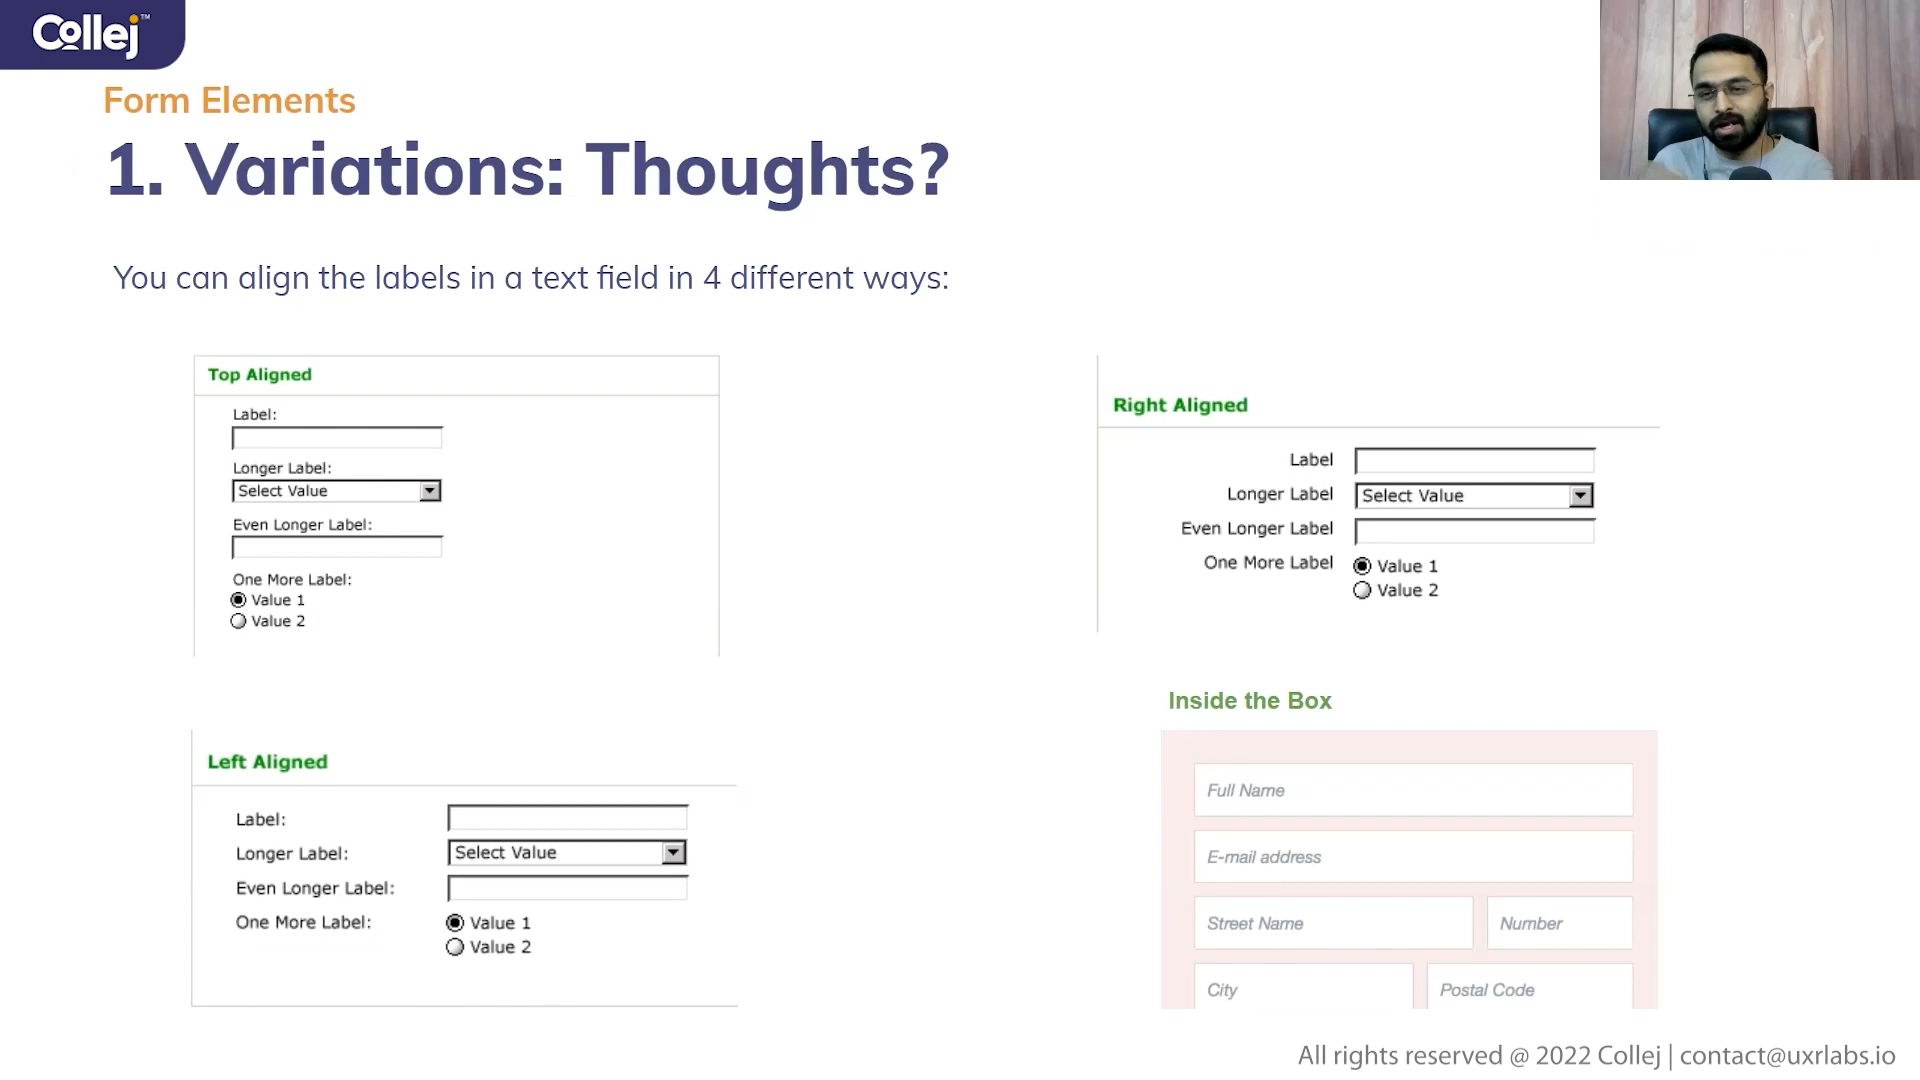 Collej™
Form Elements
1. Variations: Thoughts?
You can align the labels in a text field in 4 different ways:
Top Aligned
Label:
Longer Label:
Select Value
Even Longer Label:
One More Label:
Value 1
Value 2
Right Aligned
Label
Longer Label Select Value
Even Longer Label
One More Label Value 1
Value 2
Left Aligned
Label:
Longer Label: Select Value
Even Longer Label:
One More Label: Value 1
Value 2
Inside the Box
Full Name
E-mail address
Street Name Number
City Postal Code
All rights reserved @ 2022 Collej | contact@uxrlabs.io